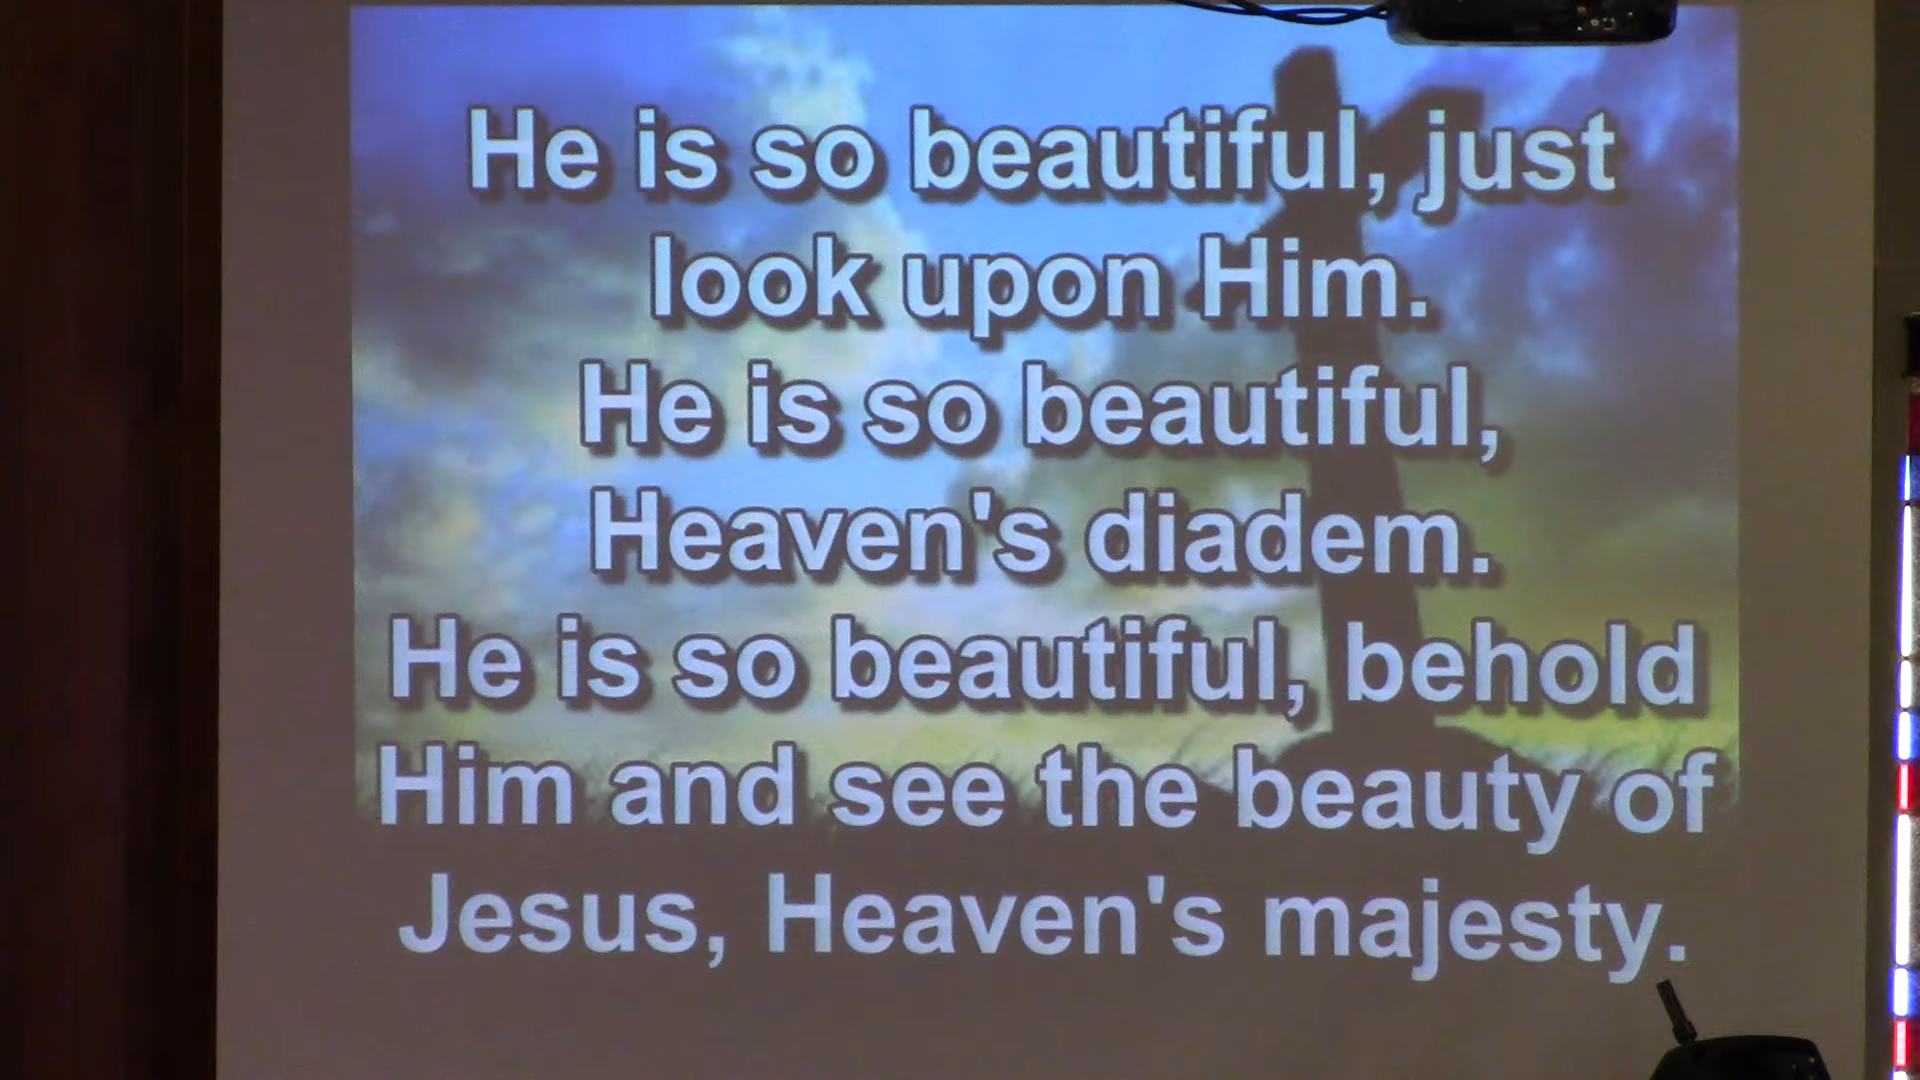 He is so beautiful, just
look upon Him.
He is so beautiful,
Heaven's diadem.
He is so beautiful, behold
Him and see the beauty of
Jesus, Heaven's majesty.